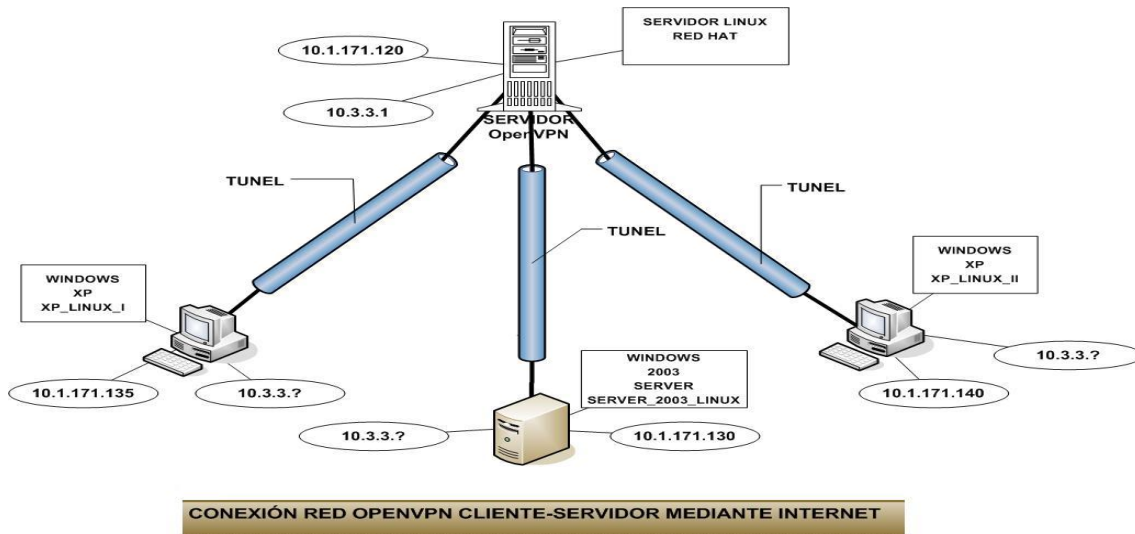 SERVIDOR LINUX
RED HAT
10.1.171.120
10.3.3.1
SERVIDOR
OpenVPN
TUNEL
TUNEL
TUNEL
WINDOWS
XP
XP_LINUX_I
WINDOWS
XP
XP_LINUX_II
10.1.171.135
10.3.3.?
WINDOWS
2003
SERVER
SERVER_2003_LINUX
10.3.3.?
10.1.171.140
10.3.3.?
10.1.171.130
CONEXIÓN RED OPENVPN CLIENTE-SERVIDOR MEDIANTE INTERNET